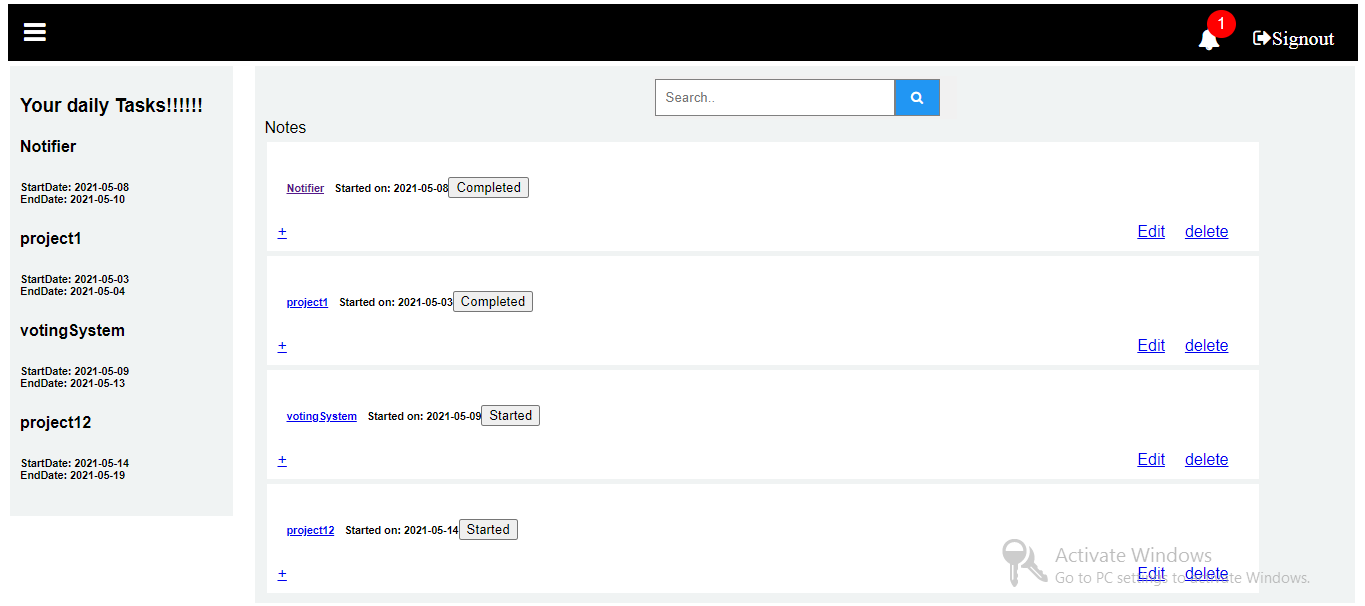 1
Signout
Your daily Tasks!!!!!!
Notifier
StartDate: 2021-05-08
EndDate: 2021-05-10
project1
StartDate: 2021-05-03
EndDate: 2021-05-04
votingSystem
StartDate: 2021-05-09
EndDate: 2021-05-13
project12
StartDate: 2021-05-14
EndDate: 2021-05-19
Search..
Notes
Notifier Started on: 2021-05-08 Completed
+ Edit delete
project1 Started on: 2021-05-03 Completed
+ Edit delete
votingSystem Started on: 2021-05-09 Started
+ Edit delete
project12 Started on: 2021-05-14 Started
+ Edit delete
Activate Windows
Go to PC settings to activate Windows.